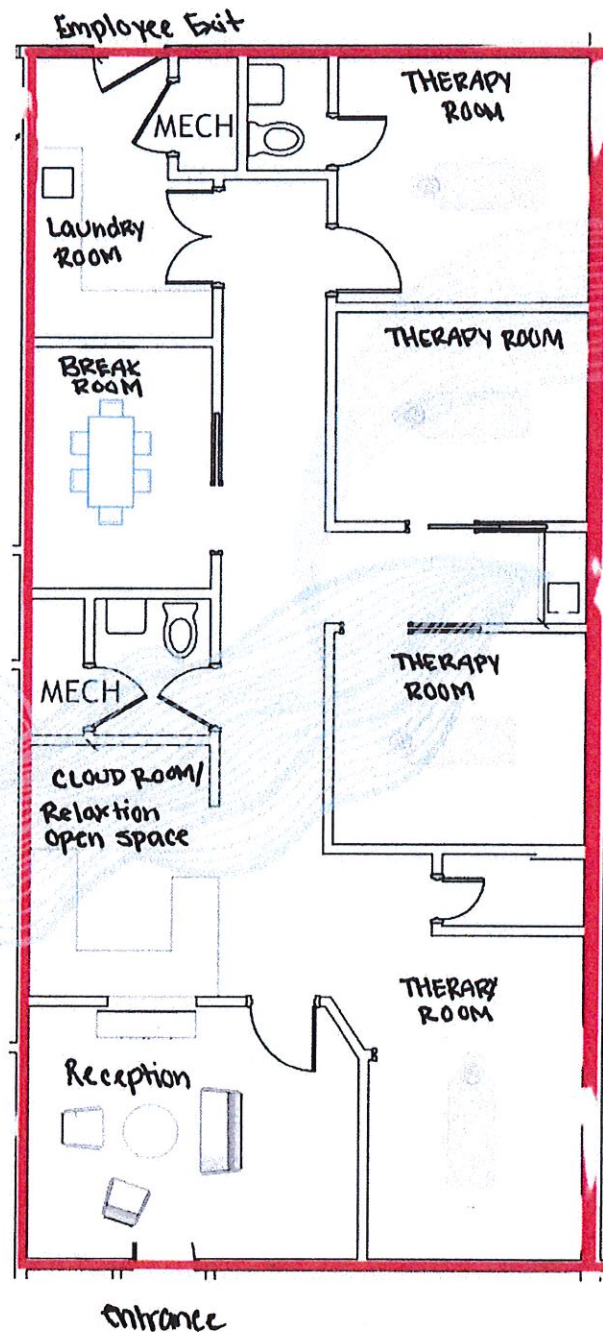 Employee Exit
MECH
THERAPY
ROOM
Laundry
ROOM
THERAPY ROOM
BREAK
ROOM
THERAPY
ROOM
MECH
CLOUD ROOM/
Relaxtion
open space
THERAPY
ROOM
Reception
entrance